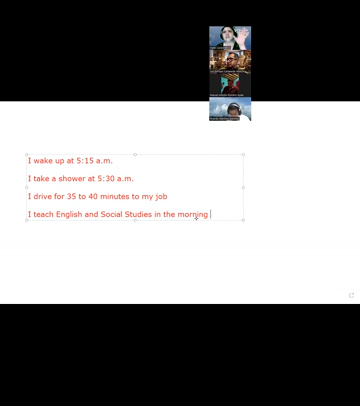 I wake up at 5:15 a.m.
I take a shower at 5:30 a.m.
I drive for 35 to 40 minutes to my job
I teach English and Social Studies in the morning